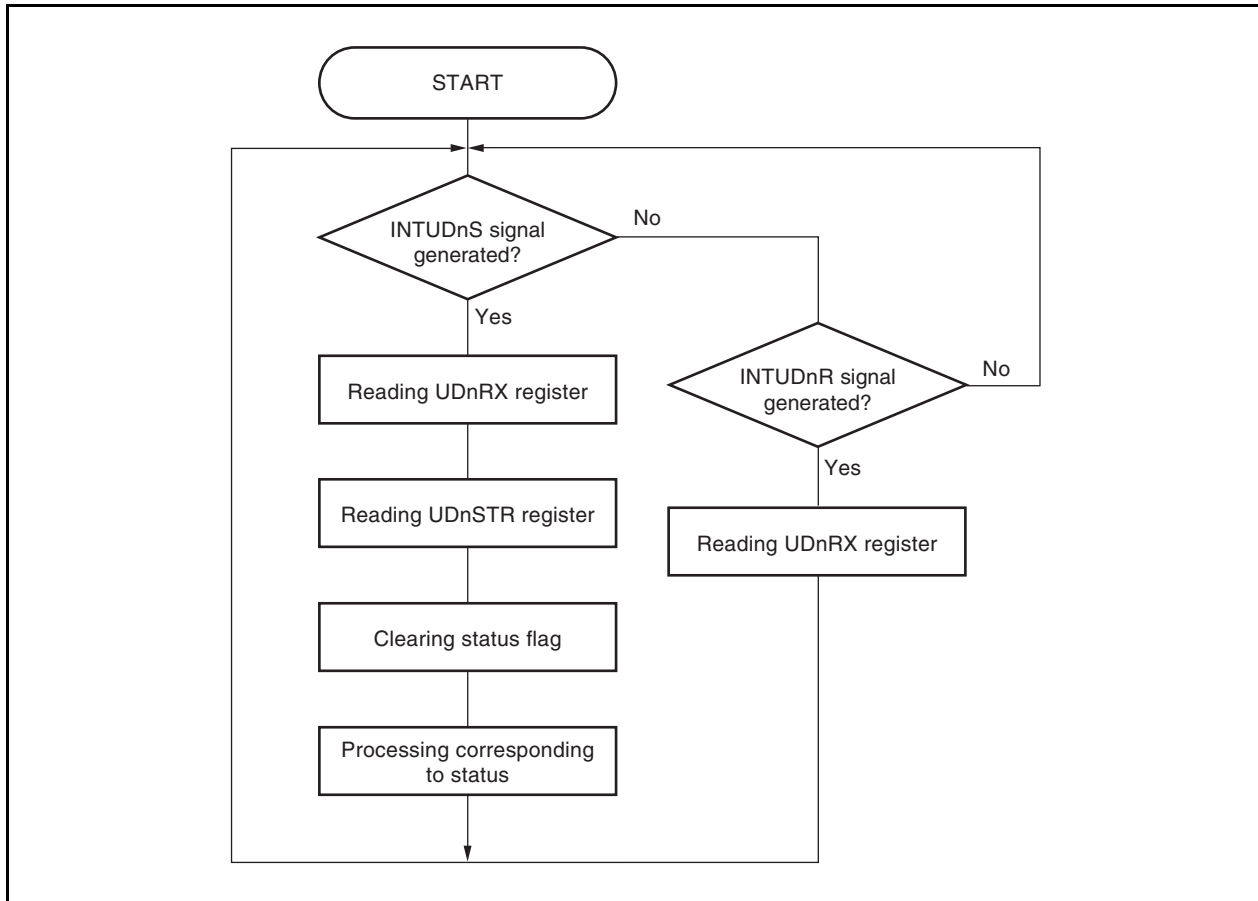 START
INTUDnS signal
generated?
No
Yes
Reading UDnRX register
INTUDnR signal
generated?
No
Yes
Reading UDnSTR register
Reading UDnRX register
Clearing status flag
Processing corresponding
to status